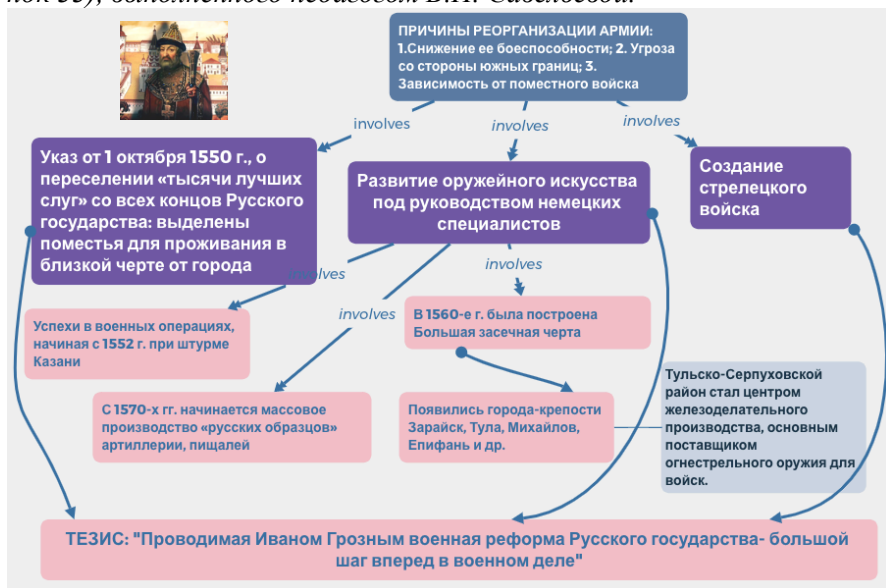 ПРИЧИНЫ РЕОРГАНИЗАЦИИ АРМИИ:
1.Снижение ее боеспособности; 2. Угроза
со стороны южных границ; 3.
Зависимость от поместного войска
involves
involves
involves
Указ от 1 октября 1550 г., о
переселении «тысячи лучших
слуг» со всех концов Русского
государства: выделены
поместья для проживания в
близкой черте от города
Развитие оружейного искусства
под руководством немецких
специалистов
Создание
стрелецкого
войска
involves
involves
involves
Успехи в военных операциях,
начиная с 1552 г. при штурме
Казани
В 1560-е г. была построена
Большая засечная черта
С 1570-х гг. начинается массовое
производство «русских образцов»
артиллерии, пищалей
Появились города-крепости
Зарайск, Тула, Михайлов,
Епифань и др.
Тульско-Серпуховской
район стал центром
железоделательного
производства, основным
поставщиком
огнестрельного оружия для
войск.
ТЕЗИС: "Проводимая Иваном Грозным военная реформа Русского государства- большой
шаг вперед в военном деле"